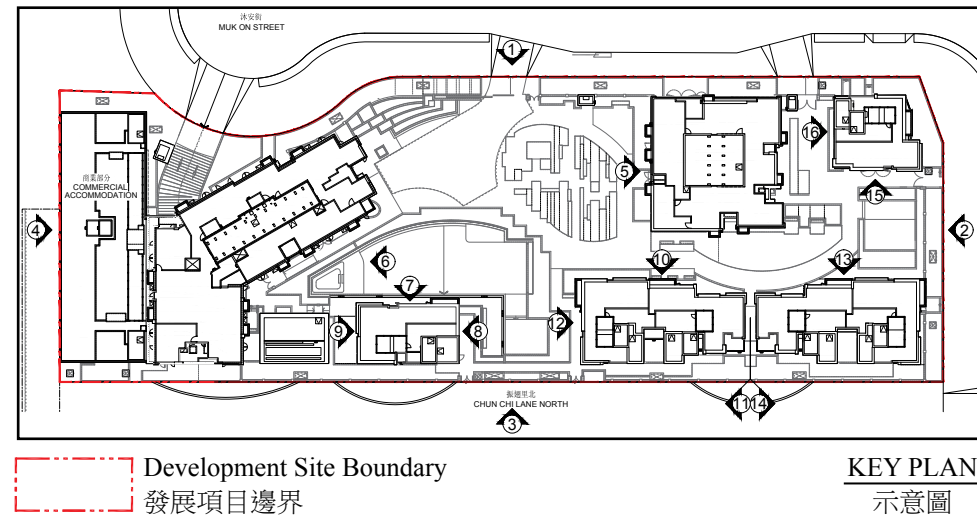 沐安街
MUK ON STREET
1
16
5
商業部分
COMMERCIAL
ACCOMMODATION
15
4
2
6
10
13
7
9
8
12
振翅里北
CHUN CHI LANE NORTH
11
14
3
Development Site Boundary
發展項目邊界
KEY PLAN
示意圖